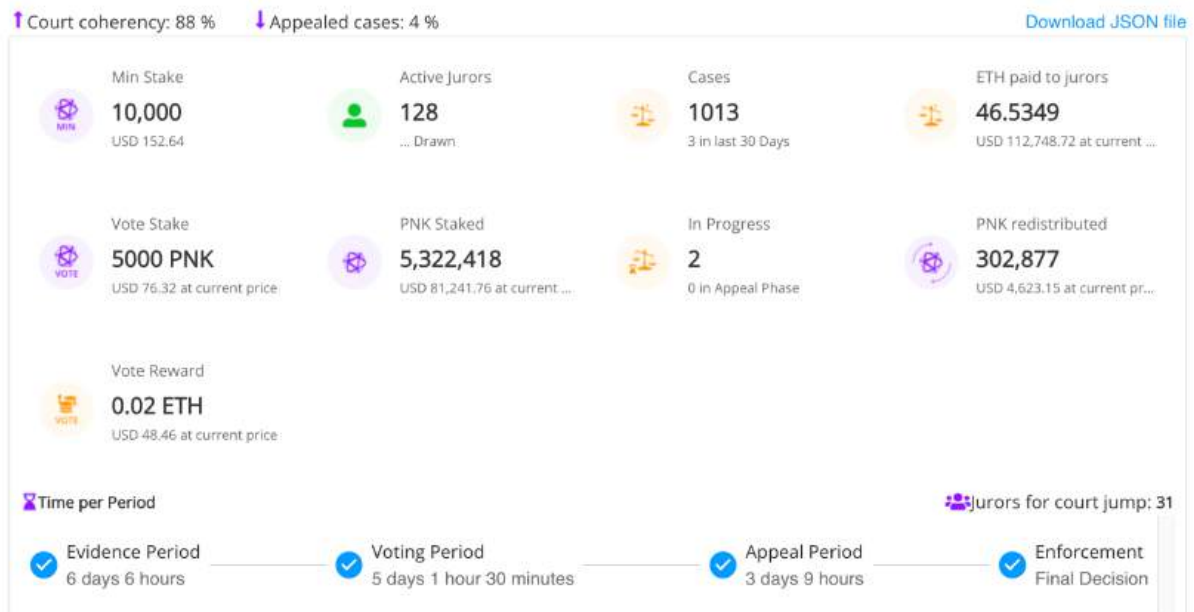 Court coherency: 88 %
Appealed cases: 4 %
Download JSON file
Min Stake
10,000
USD 152.64
MIN
Active Jurors
128
... Drawn
Cases
1013
3 in last 30 Days
ETH paid to jurors
46.5349
USD 112,748.72 at current ...
Vote Stake
5000 PNK
USD 76.32 at current price
VOTE
PNK Staked
5,322,418
USD 81,241.76 at current ...
In Progress
2
0 in Appeal Phase
PNK redistributed
302,877
USD 4,623.15 at current pr...
Vote Reward
0.02 ETH
USD 48.46 at current price
VOTE
Time per Period
Jurors for court jump: 31
Evidence Period
6 days 6 hours
Voting Period
5 days 1 hour 30 minutes
Appeal Period
3 days 9 hours
Enforcement
Final Decision